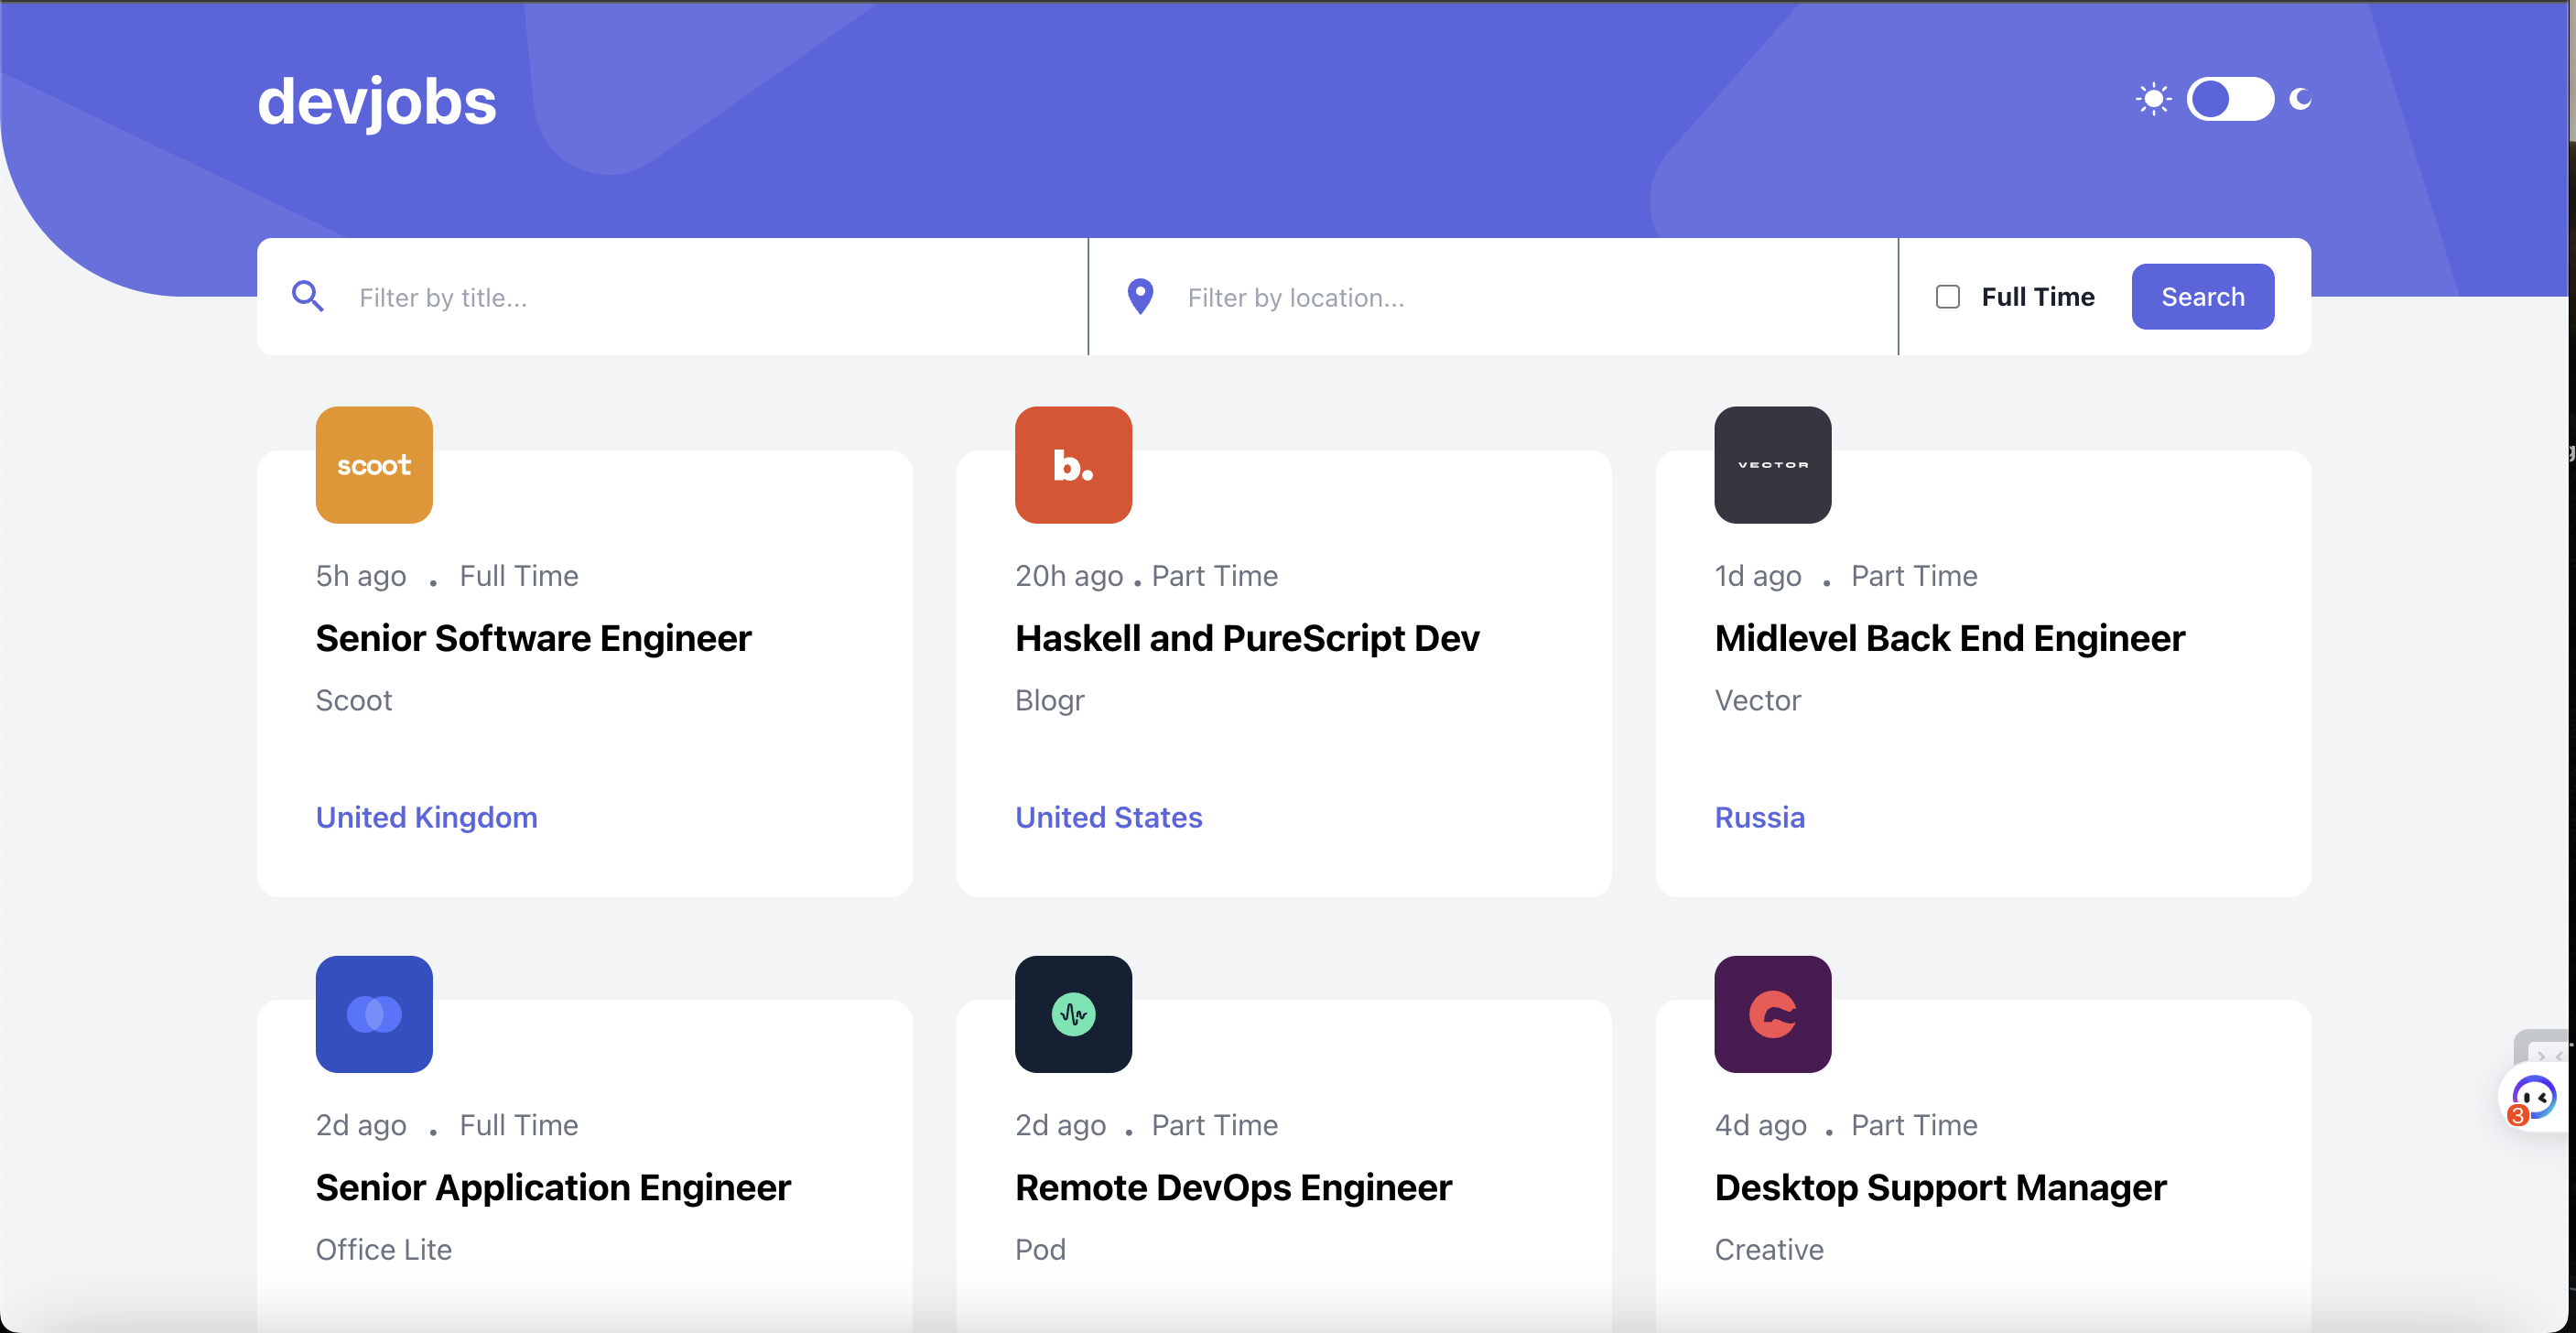 devjobs
Filter by title...
Filter by location...
Full Time
Search
scoot
b.
VECTOR
5h ago . Full Time
Senior Software Engineer
Scoot
United Kingdom
20h ago . Part Time
Haskell and PureScript Dev
Blogr
United States
1d ago . Part Time
Midlevel Back End Engineer
Vector
Russia
2d ago . Full Time
Senior Application Engineer
Office Lite
2d ago . Part Time
Remote DevOps Engineer
Pod
4d ago . Part Time
Desktop Support Manager
Creative
3